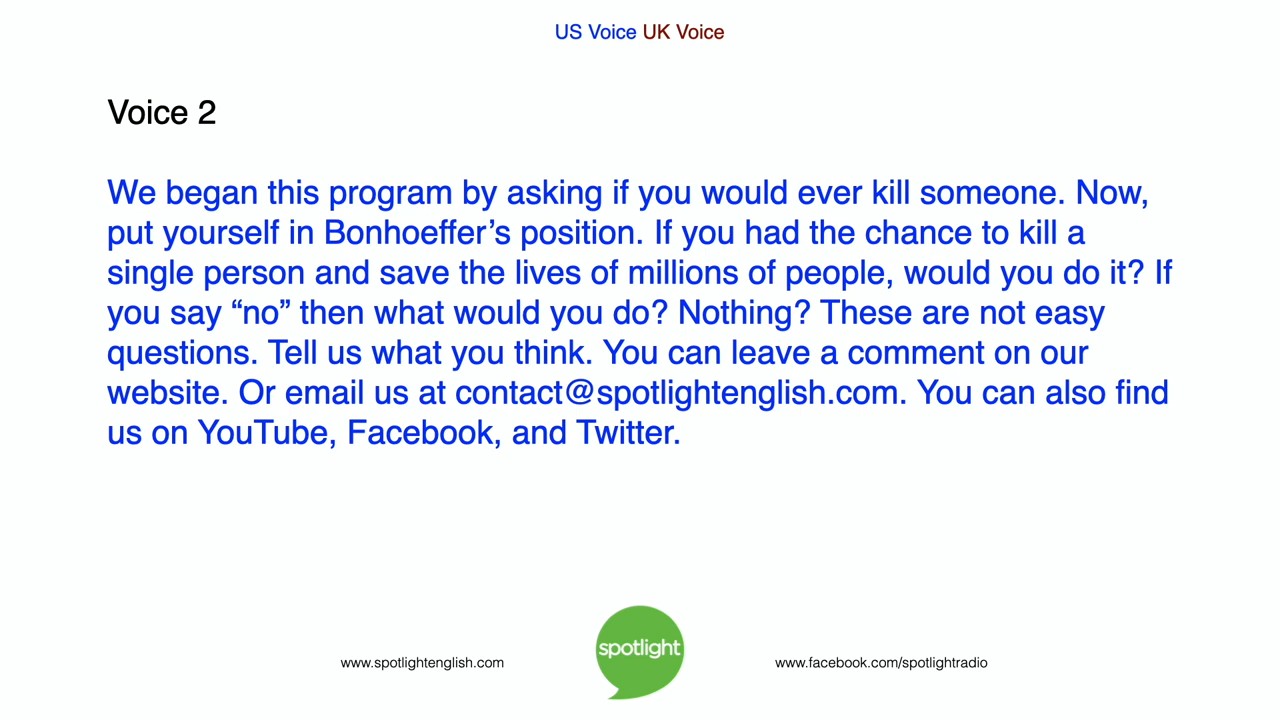 US Voice UK Voice
Voice 2
We began this program by asking if you would ever kill someone. Now,
put yourself in Bonhoeffer’s position. If you had the chance to kill a
single person and save the lives of millions of people, would you do it? If
you say “no” then what would you do? Nothing? These are not easy
questions. Tell us what you think. You can leave a comment on our
website. Or email us at contact@spotlightenglish.com. You can also find
us on YouTube, Facebook, and Twitter.
spotlight
www.spotlightenglish.com
www.facebook.com/spotlightradio